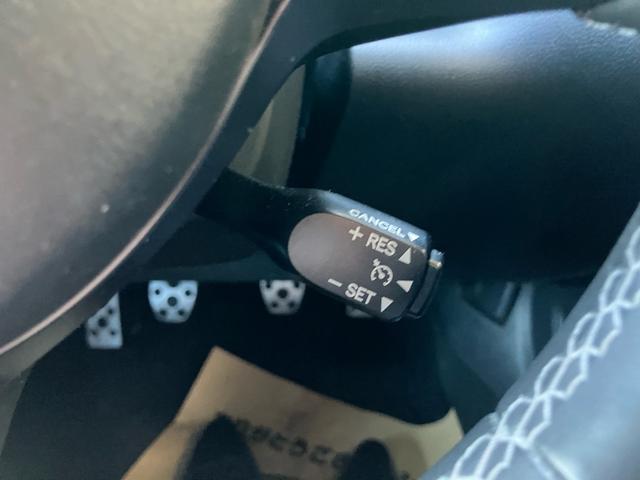 CANCEL▼
+ RES▲
◀
− SET▼